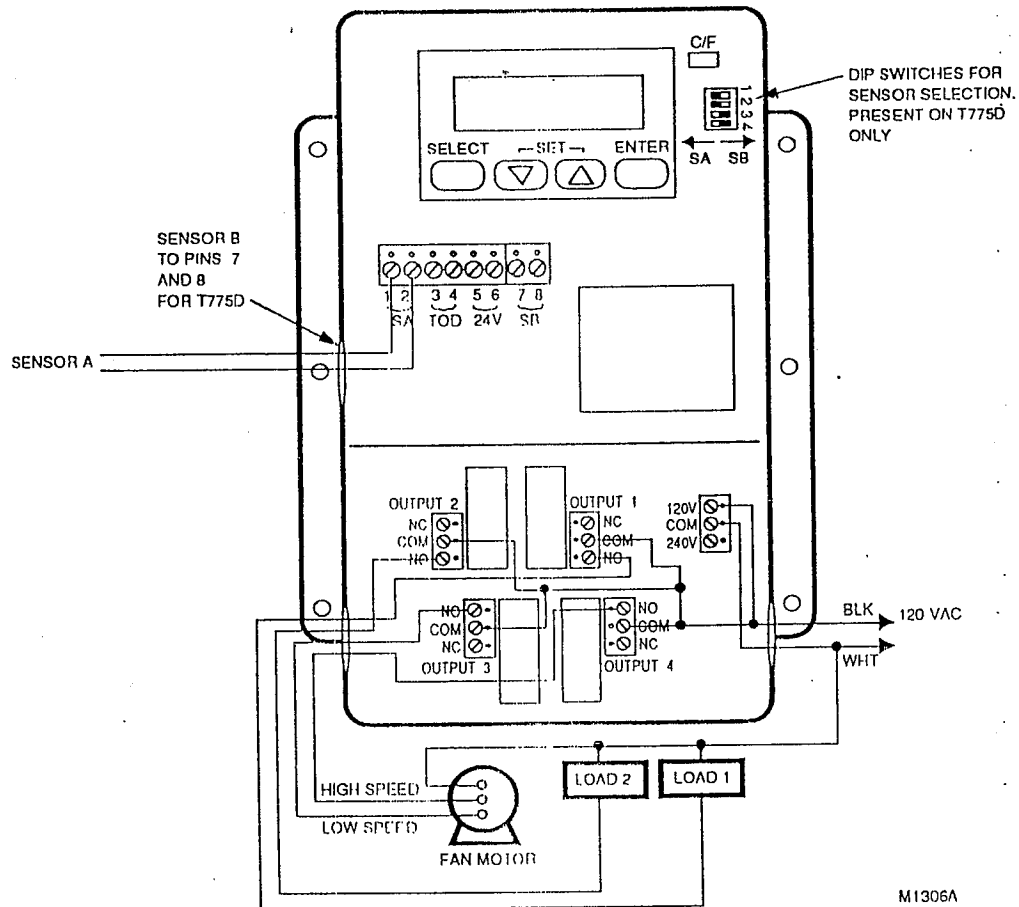 C/F
DIP SWITCHES FOR
SENSOR SELECTION.
PRESENT ON T775D
ONLY
1
2
3
4
SELECT
SET
ENTER
SA
SB
SENSOR B
TO PINS 7
AND 8
FOR T775D
1 2 3 4 5 6 7 8
SA TOD 24V SB
SENSOR A
OUTPUT 2
NC
COM
NO
OUTPUT 1
NC
COM
NO
120V
COM
240V
NO
COM
NC
OUTPUT 3
NO
COM
NC
OUTPUT 4
BLK
120 VAC
WHT
HIGH SPEED
LOW SPEED
FAN MOTOR
LOAD 2
LOAD 1
M1306A